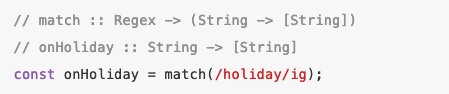 // match :: Regex -> (String -> [String])
// onHoliday :: String -> [String]
const onHoliday = match(/holiday/ig);